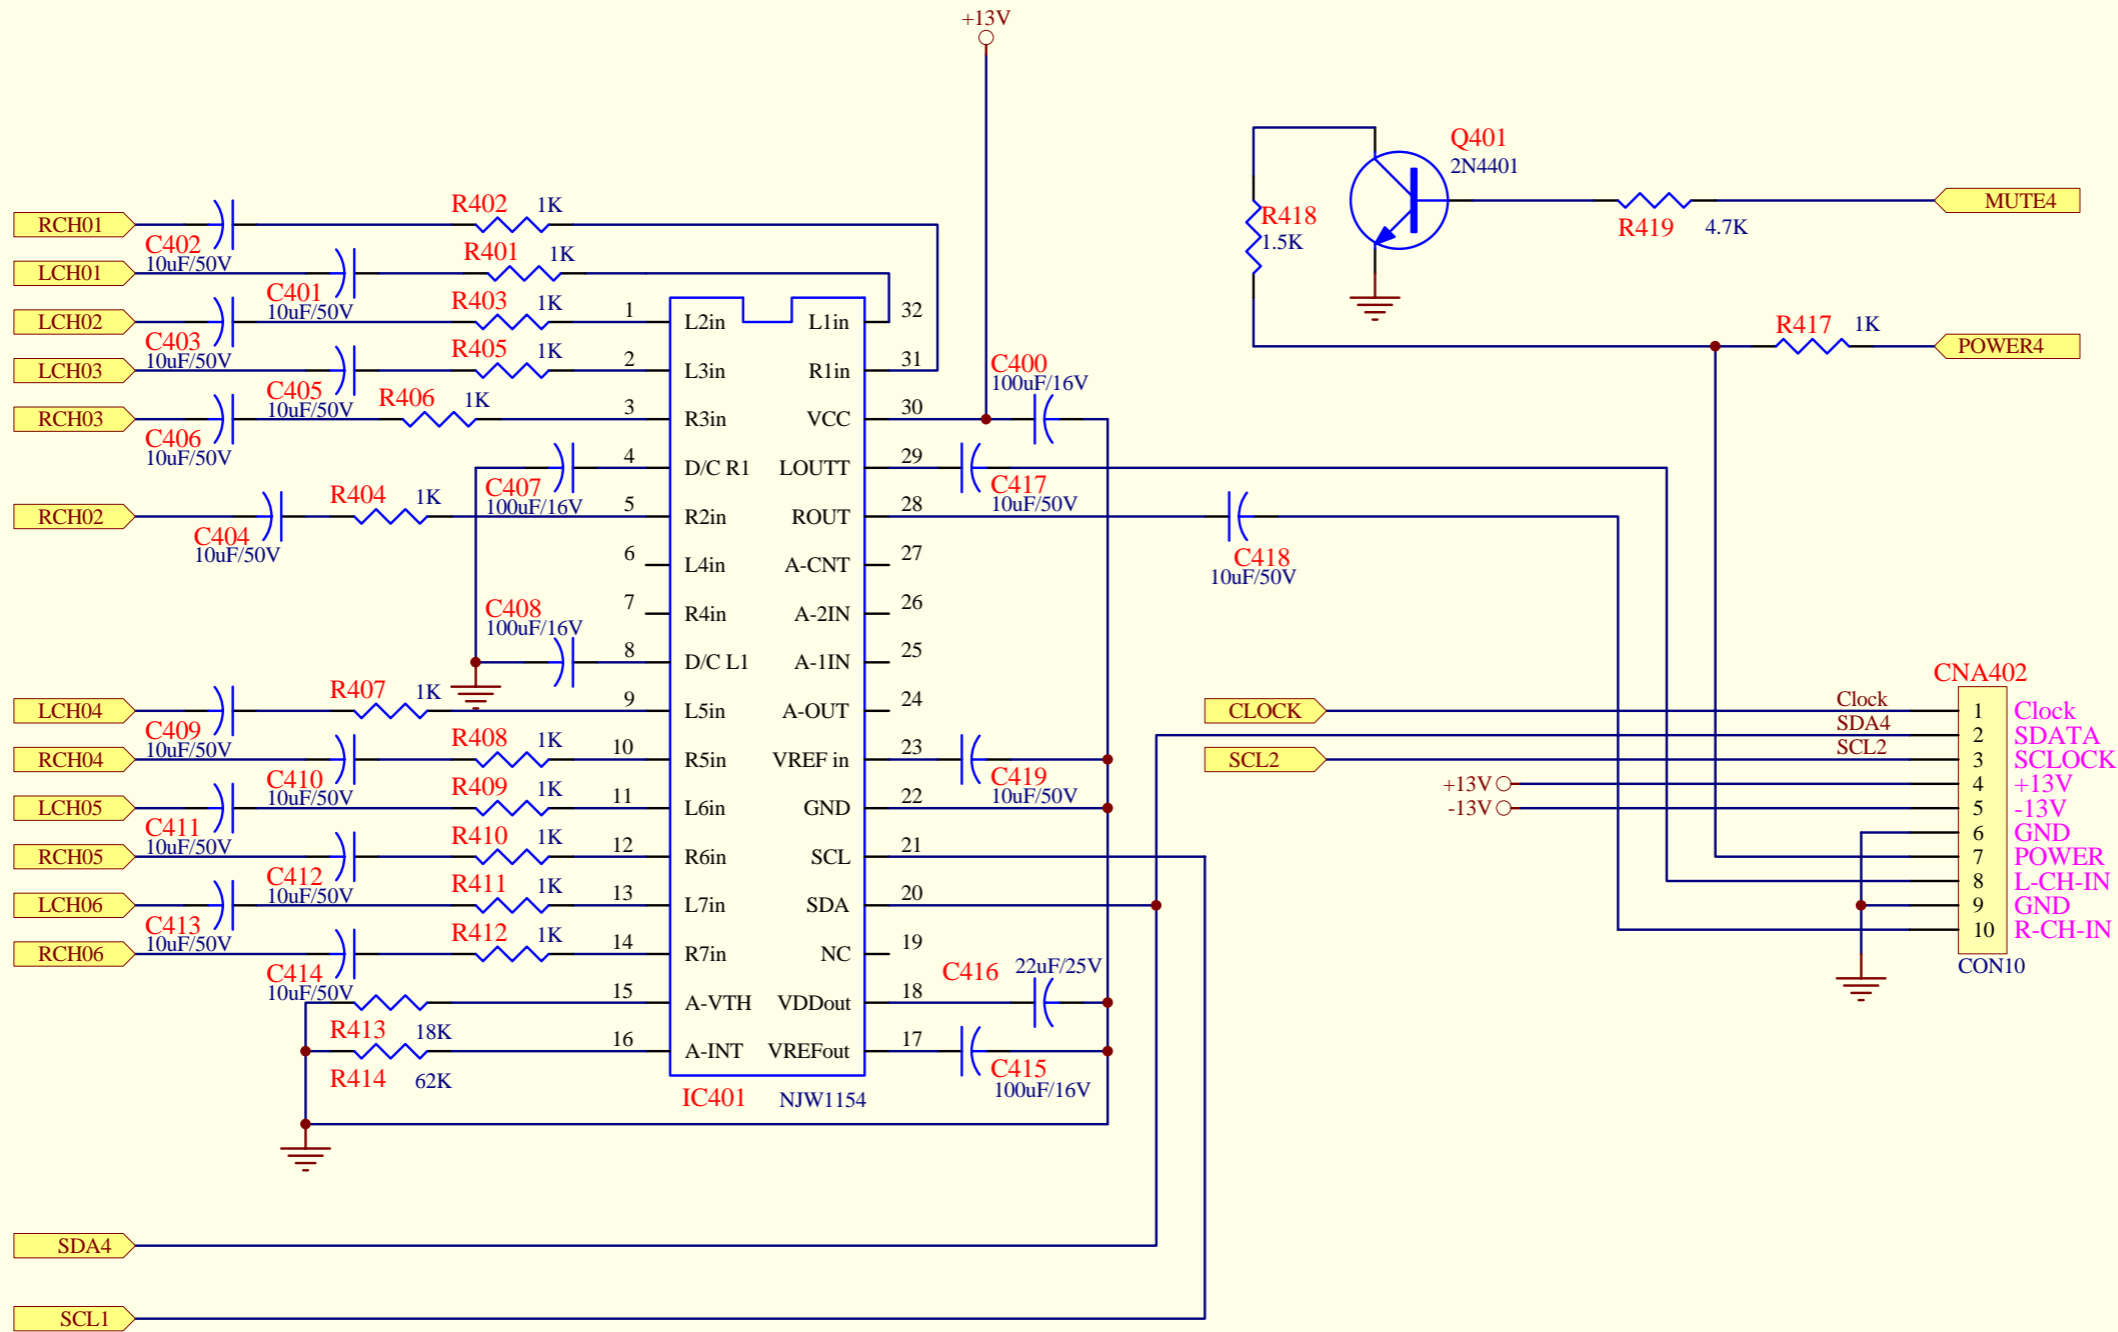 +13V
Q401
2N4401
RCH01
C402
10uF/50V
R402 1K
LCH01
C401
10uF/50V
R401 1K
LCH02
C403
10uF/50V
R403 1K
LCH03
C405
10uF/50V
R405 1K
RCH03
C406
10uF/50V
R406 1K
RCH02
C404
10uF/50V
R404 1K
C407
100uF/16V
C408
100uF/16V
LCH04
C409
10uF/50V
R407 1K
RCH04
C410
10uF/50V
R408 1K
LCH05
C411
10uF/50V
R409 1K
RCH05
C412
10uF/50V
R410 1K
LCH06
C413
10uF/50V
R411 1K
RCH06
C414
10uF/50V
R412 1K
R413 18K
R414 62K
1 L2in L1in 32
2 L3in R1in 31
3 R3in VCC 30
4 D/C R1 LOUTT 29
5 R2in ROUT 28
6 L4in A-CNT 27
7 R4in A-2IN 26
8 D/C L1 A-1IN 25
9 L5in A-OUT 24
10 R5in VREF in 23
11 L6in GND 22
12 R6in SCL 21
13 L7in SDA 20
14 R7in NC 19
15 A-VTH VDDout 18
16 A-INT VREFout 17
IC401 NJW1154
C400
100uF/16V
C417
10uF/50V
C418
10uF/50V
C419
10uF/50V
C416 22uF/25V
C415
100uF/16V
R418
1.5K
R419 4.7K
MUTE4
R417 1K
POWER4
CLOCK
SCL2
+13V
-13V
CNA402
Clock 1 Clock
SDA4 2 SDATA
SCL2 3 SCLOCK
4 +13V
5 -13V
6 GND
7 POWER
8 L-CH-IN
9 GND
10 R-CH-IN
CON10
SDA4
SCL1